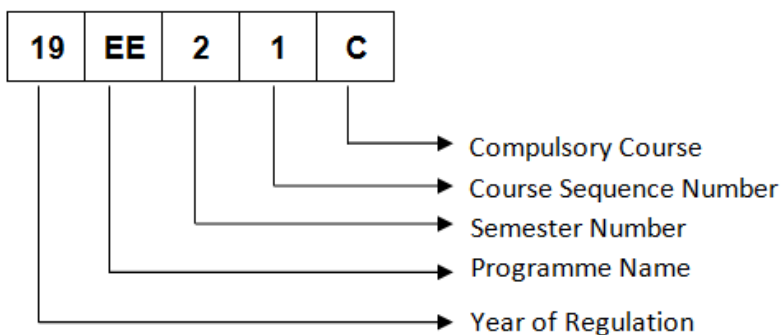 19 EE 2 1 C
Compulsory Course
Course Sequence Number
Semester Number
Programme Name
Year of Regulation